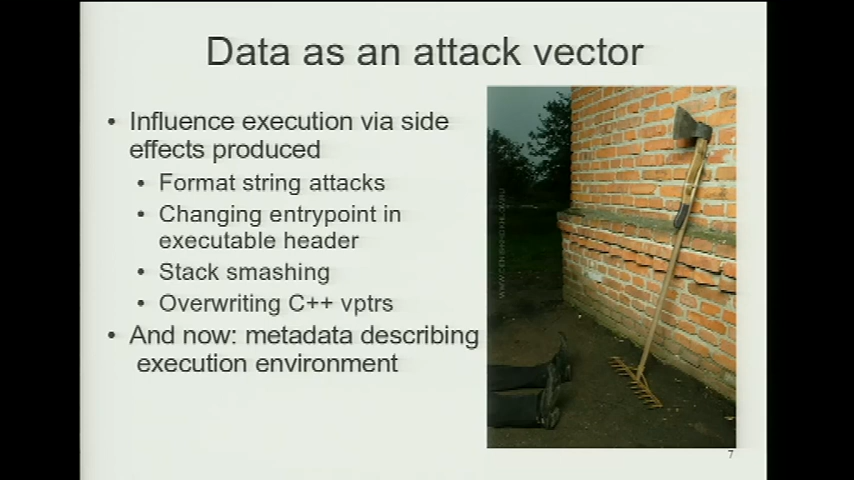 Data as an attack vector
• Influence execution via side
effects produced
• Format string attacks
• Changing entrypoint in
executable header
• Stack smashing
• Overwriting C++ vptrs
• And now: metadata describing
execution environment
7